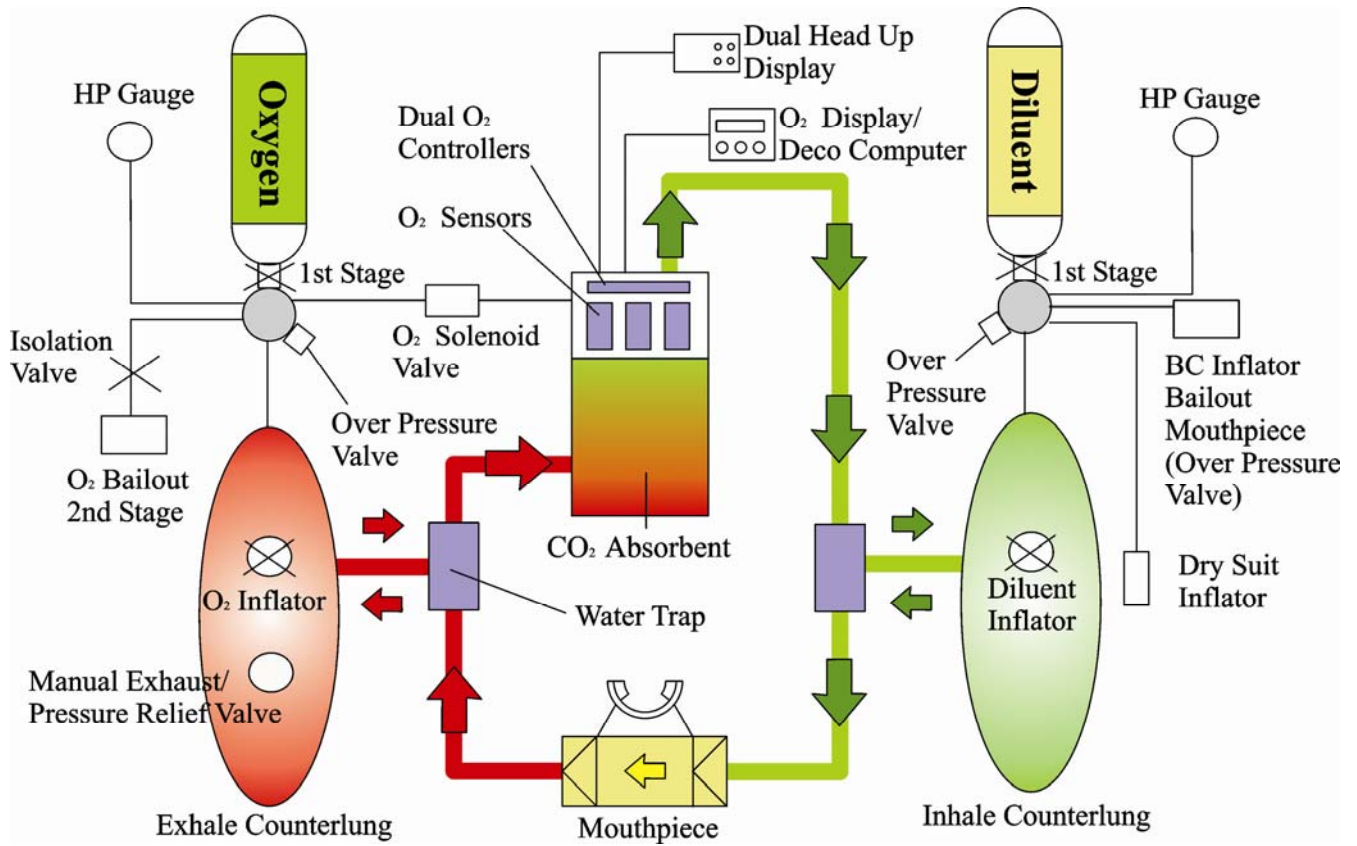 Dual Head Up
Display
HP Gauge
Oxygen
Dual O₂
Controllers
O₂ Display/
Deco Computer
Diluent
HP Gauge
O₂ Sensors
1st Stage
1st Stage
Isolation
Valve
O₂ Solenoid
Valve
Over
Pressure
Valve
BC Inflator
Bailout
Mouthpiece
(Over Pressure
Valve)
Over Pressure
Valve
O₂ Bailout
2nd Stage
CO₂ Absorbent
O₂ Inflator
Water Trap
Diluent
Inflator
Dry Suit
Inflator
Manual Exhaust/
Pressure Relief Valve
Exhale Counterlung
Mouthpiece
Inhale Counterlung